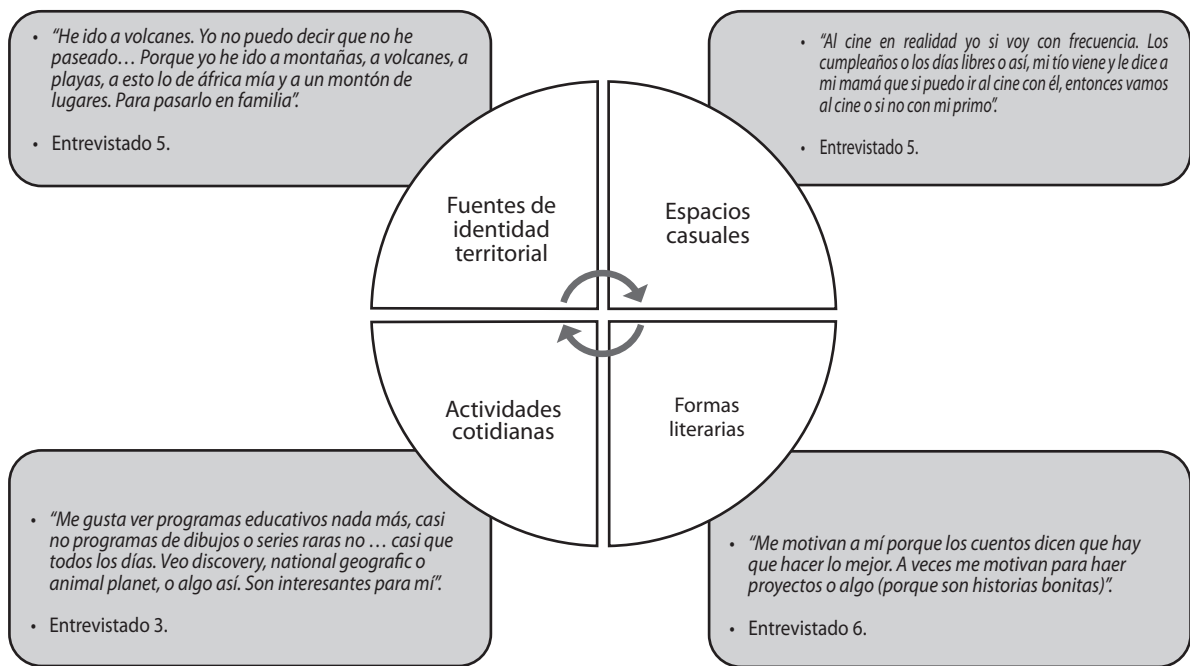 • “He ido a volcanes. Yo no puedo decir que no he
paseado… Porque yo he ido a montañas, a volcanes, a
playas, a esto lo de áfrica mía y a un montón de
lugares. Para pasarlo en familia”.
• Entrevistado 5.
• “Al cine en realidad yo si voy con frecuencia. Los
cumpleaños o los días libres o así, mi tío viene y le dice a
mi mamá que si puedo ir al cine con él, entonces vamos
al cine o si no con mi primo”.
• Entrevistado 5.
Fuentes de
identidad
territorial
Espacios
casuales
Actividades
cotidianas
Formas
literarias
• “Me gusta ver programas educativos nada más, casi
no programas de dibujos o series raras no … casi que
todos los días. Veo discovery, national geografic o
animal planet, o algo así. Son interesantes para mí”.
• Entrevistado 3.
• “Me motivan a mí porque los cuentos dicen que hay
que hacer lo mejor. A veces me motivan para haer
proyectos o algo (porque son historias bonitas)”.
• Entrevistado 6.